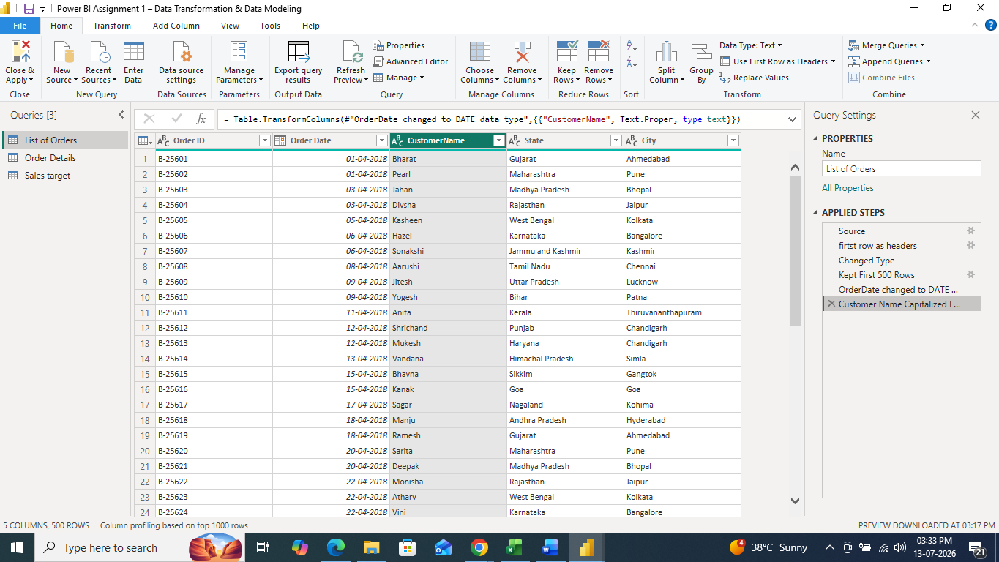 Power BI Assignment 1 – Data Transformation & Data Modeling
File Home Transform Add Column View Tools Help
Close & Apply
New Source
Recent Sources
Enter Data
Data source settings
Manage Parameters
Export query results
Refresh Preview
Properties
Advanced Editor
Manage
Choose Columns
Remove Columns
Keep Rows
Remove Rows
Split Column
Group By
Data Type: Text
Use First Row as Headers
Replace Values
Merge Queries
Append Queries
Combine Files
Close New Query Data Sources Parameters Output Data Query Manage Columns Reduce Rows Sort Transform Combine
Queries [3]
List of Orders
Order Details
Sales target
fx = Table.TransformColumns(#"OrderDate changed to DATE data type",{{"CustomerName", Text.Proper, type text}})
Order ID Order Date CustomerName State City
1 B-25601 01-04-2018 Bharat Gujarat Ahmedabad
2 B-25602 01-04-2018 Pearl Maharashtra Pune
3 B-25603 03-04-2018 Jahan Madhya Pradesh Bhopal
4 B-25604 03-04-2018 Divsha Rajasthan Jaipur
5 B-25605 05-04-2018 Kasheen West Bengal Kolkata
6 B-25606 06-04-2018 Hazel Karnataka Bangalore
7 B-25607 06-04-2018 Sonakshi Jammu and Kashmir Kashmir
8 B-25608 08-04-2018 Aarushi Tamil Nadu Chennai
9 B-25609 09-04-2018 Jitesh Uttar Pradesh Lucknow
10 B-25610 09-04-2018 Yogesh Bihar Patna
11 B-25611 11-04-2018 Anita Kerala Thiruvananthapuram
12 B-25612 12-04-2018 Shrichand Punjab Chandigarh
13 B-25613 12-04-2018 Mukesh Haryana Chandigarh
14 B-25614 13-04-2018 Vandana Himachal Pradesh Simla
15 B-25615 15-04-2018 Bhavna Sikkim Gangtok
16 B-25616 15-04-2018 Kanak Goa Goa
17 B-25617 17-04-2018 Sagar Nagaland Kohima
18 B-25618 18-04-2018 Manju Andhra Pradesh Hyderabad
19 B-25619 18-04-2018 Ramesh Gujarat Ahmedabad
20 B-25620 20-04-2018 Sarita Maharashtra Pune
21 B-25621 20-04-2018 Deepak Madhya Pradesh Bhopal
22 B-25622 22-04-2018 Monisha Rajasthan Jaipur
23 B-25623 22-04-2018 Atharv West Bengal Kolkata
24 B-25624 22-04-2018 Vini Karnataka Bangalore
Query Settings
PROPERTIES
Name
List of Orders
All Properties
APPLIED STEPS
Source
firtst row as headers
Changed Type
Kept First 500 Rows
OrderDate changed to DATE ...
Customer Name Capitalized E...
5 COLUMNS, 500 ROWS Column profiling based on top 1000 rows PREVIEW DOWNLOADED AT 03:17 PM
Type here to search
4 38°C Sunny
03:33 PM
13-07-2026
21